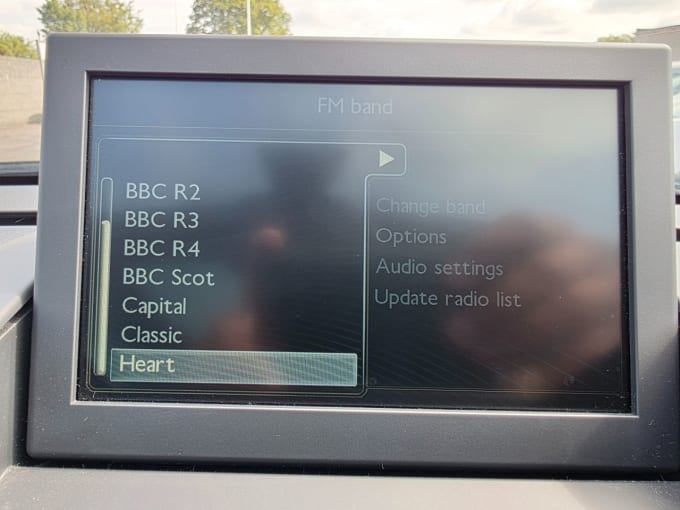 FM band
BBC R2
BBC R3
BBC R4
BBC Scot
Capital
Classic
Heart
Change band
Options
Audio settings
Update radio list